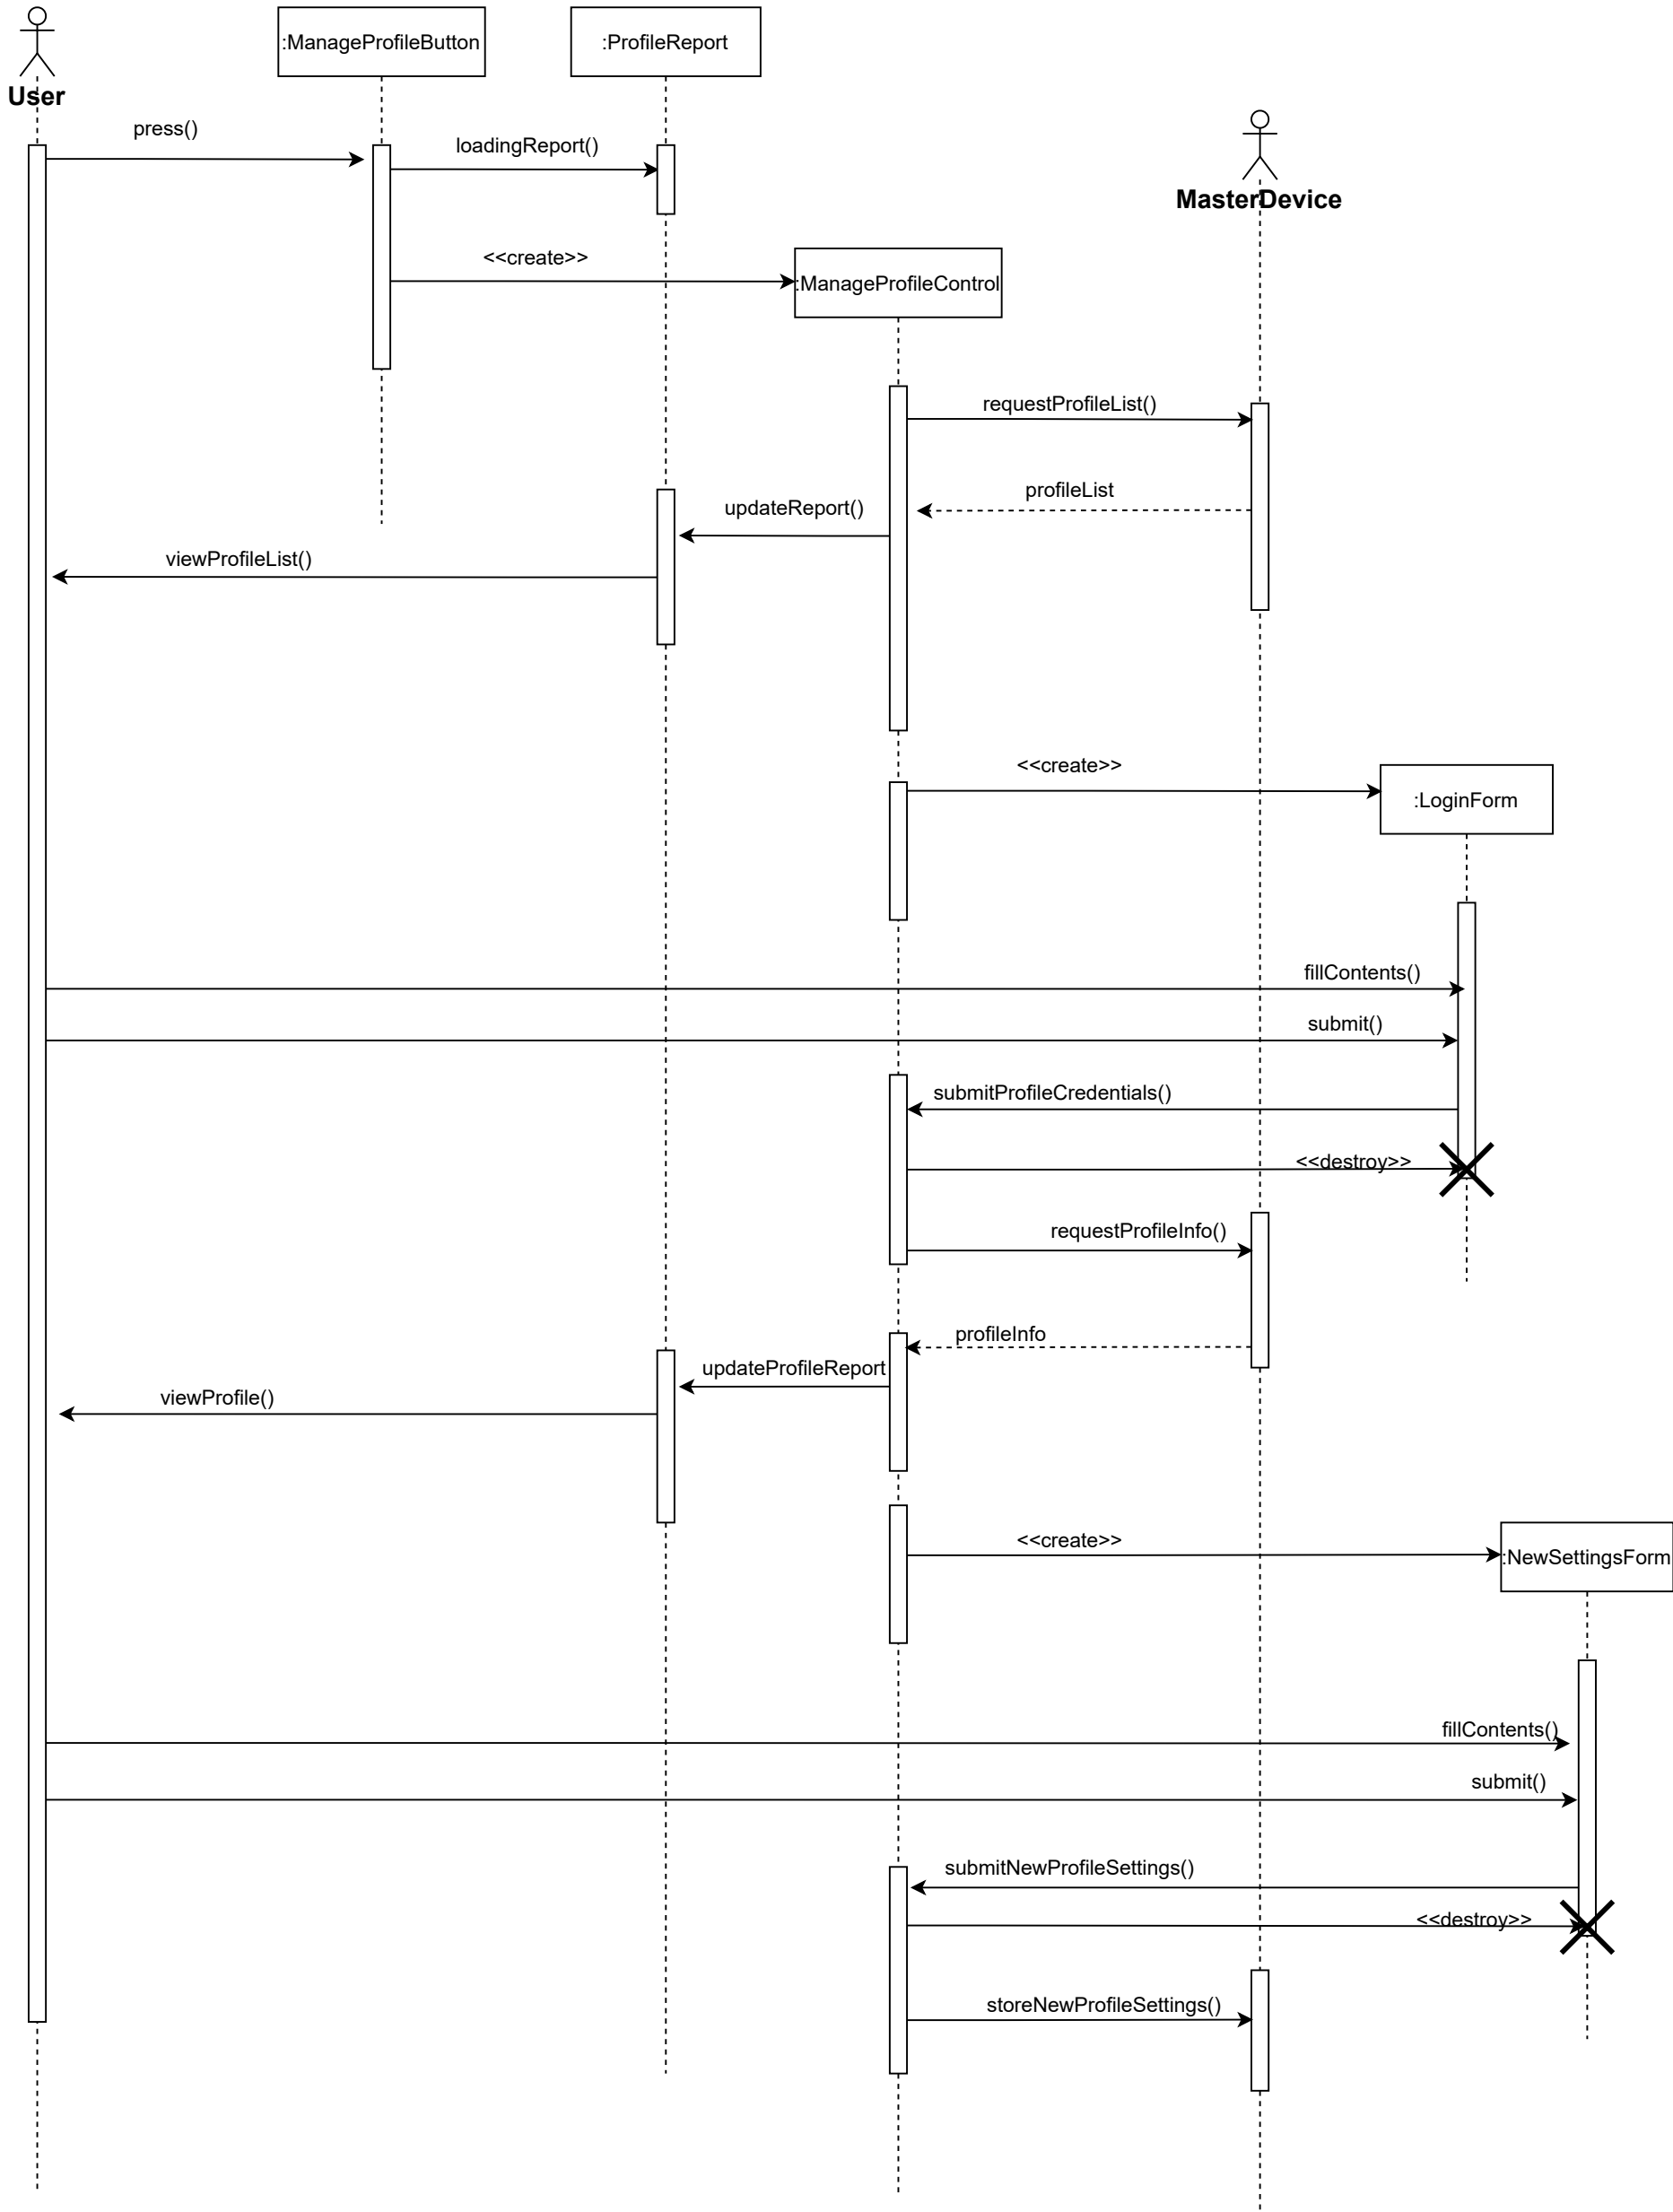 :ManageProfileButton
:ProfileReport
User
press()
loadingReport()
MasterDevice
<<create>>
:ManageProfileControl
requestProfileList()
profileList
updateReport()
viewProfileList()
<<create>>
:LoginForm
fillContents()
submit()
submitProfileCredentials()
<<destroy>>
requestProfileInfo()
profileInfo
updateProfileReport
viewProfile()
<<create>>
:NewSettingsForm
fillContents()
submit()
submitNewProfileSettings()
<<destroy>>
storeNewProfileSettings()